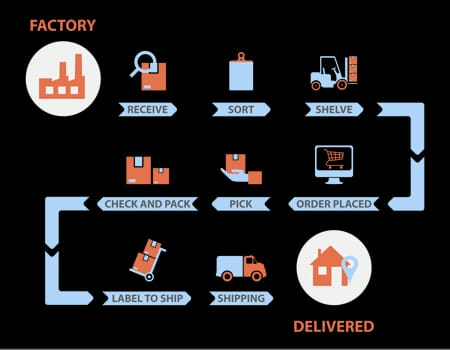 FACTORY
RECEIVE
SORT
SHELVE
ORDER PLACED
PICK
CHECK AND PACK
LABEL TO SHIP
SHIPPING
DELIVERED